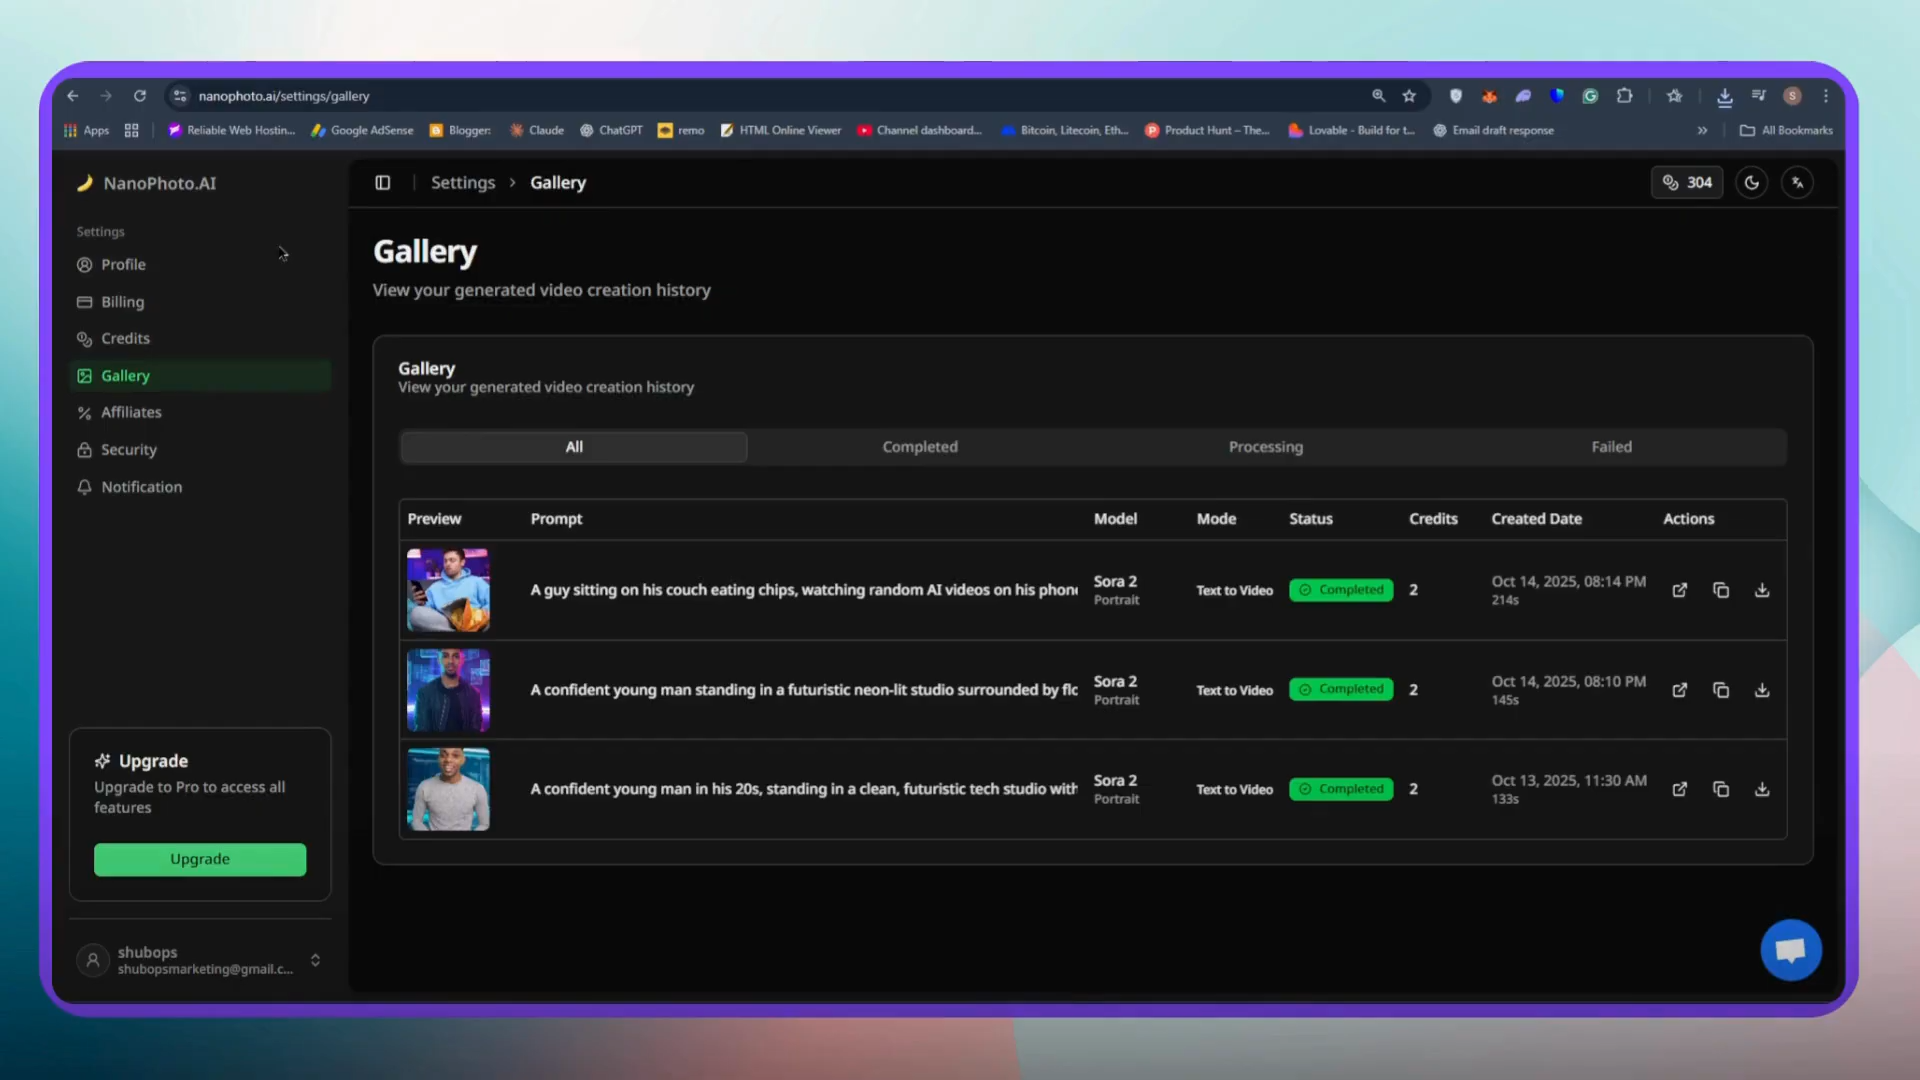 nanophoto.ai/settings/gallery
Apps
Reliable Web Hostin...
Google AdSense
Blogger:
Claude
ChatGPT
remo
HTML Online Viewer
Channel dashboard...
Bitcoin, Litecoin, Eth...
Product Hunt – The...
Lovable - Build for t...
Email draft response
»
All Bookmarks
S
NanoPhoto.AI
Settings
Profile
Billing
Credits
Gallery
Affiliates
Security
Notification
Upgrade
Upgrade to Pro to access all
features
Upgrade
shubops
shubopsmarketing@gmail.c...
Settings > Gallery
304
Gallery
View your generated video creation history
Gallery
View your generated video creation history
All Completed Processing Failed
Preview Prompt Model Mode Status Credits Created Date Actions
A guy sitting on his couch eating chips, watching random AI videos on his phone Sora 2 Text to Video Completed 2 Oct 14, 2025, 08:14 PM
Portrait 214s
A confident young man standing in a futuristic neon-lit studio surrounded by Sora 2 Text to Video Completed 2 Oct 14, 2025, 08:10 PM
Portrait 145s
A confident young man in his 20s, standing in a clean, futuristic tech studio with Sora 2 Text to Video Completed 2 Oct 13, 2025, 11:30 AM
Portrait 133s